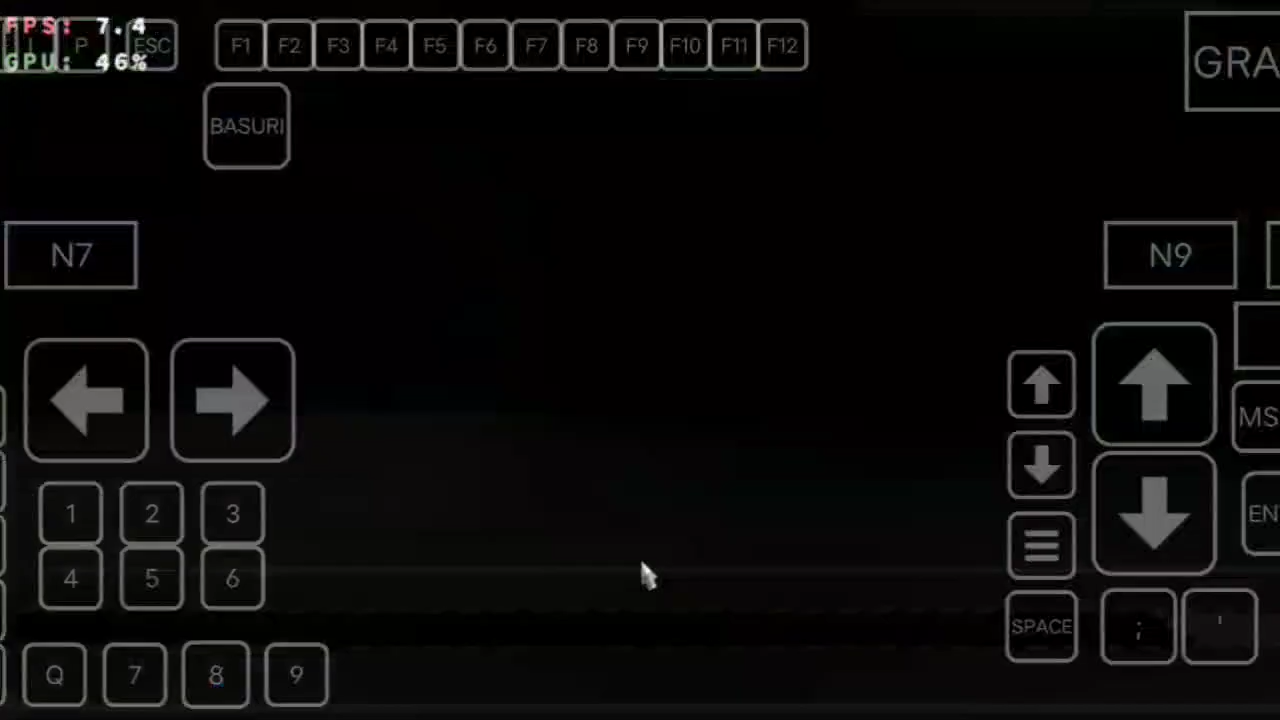 FPS: 7.4
P ESC F1 F2 F3 F4 F5 F6 F7 F8 F9 F10 F11 F12
GPU: 46%
GRA
BASURI
N7 N9
MS
1 2 3
EN
4 5 6
SPACE ; '
Q 7 8 9